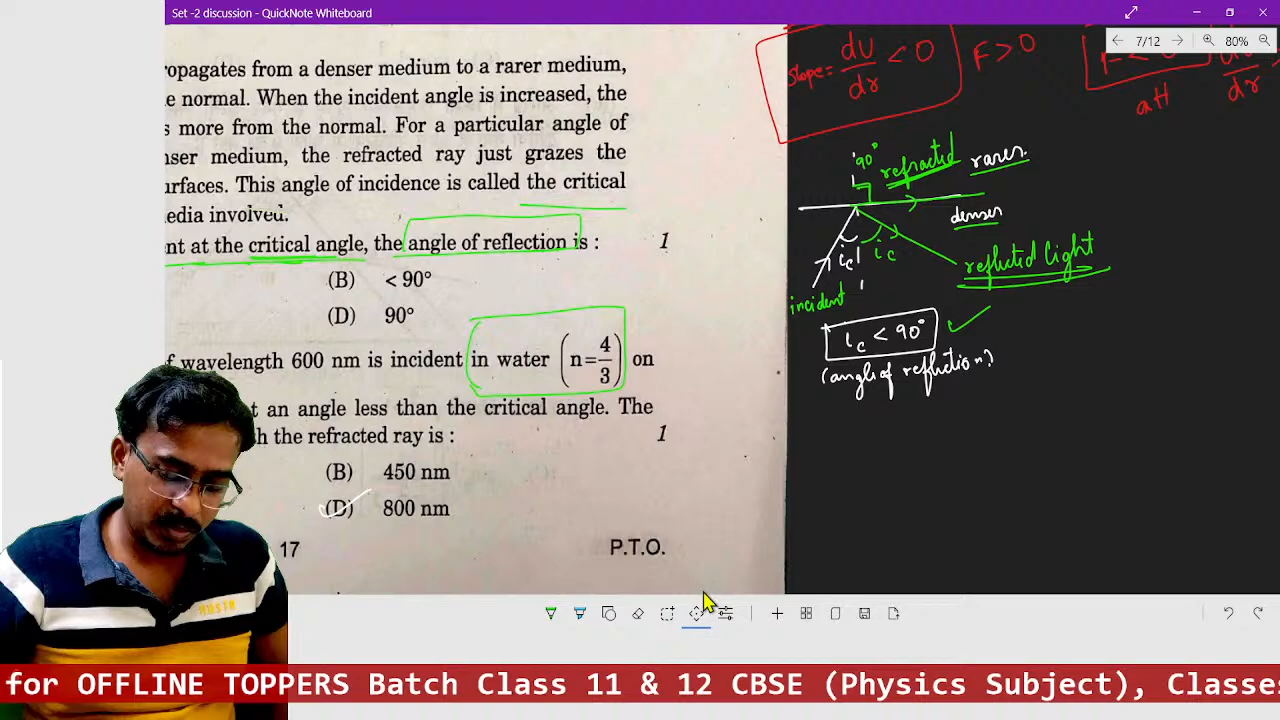 Set -2 discussion - QuickNote Whiteboard
7/12
80%
ropagates from a denser medium to a rarer medium,
e normal. When the incident angle is increased, the
s more from the normal. For a particular angle of
nser medium, the refracted ray just grazes the
urfaces. This angle of incidence is called the critical
edia involved.
nt at the critical angle, the angle of reflection is : 1
(B) < 90°
(D) 90°
f wavelength 600 nm is incident in water (n=4/3) on
t an angle less than the critical angle. The
h the refracted ray is : 1
(B) 450 nm
(D) 800 nm
17
P.T.O.
Slope = dU/dr < 0
F > 0
att
90°
refracted
rarer
denser
ic
ic
reflected light
incident
ic < 90°
(angle of reflection)
for OFFLINE TOPPERS Batch Class 11 & 12 CBSE (Physics Subject), Classes